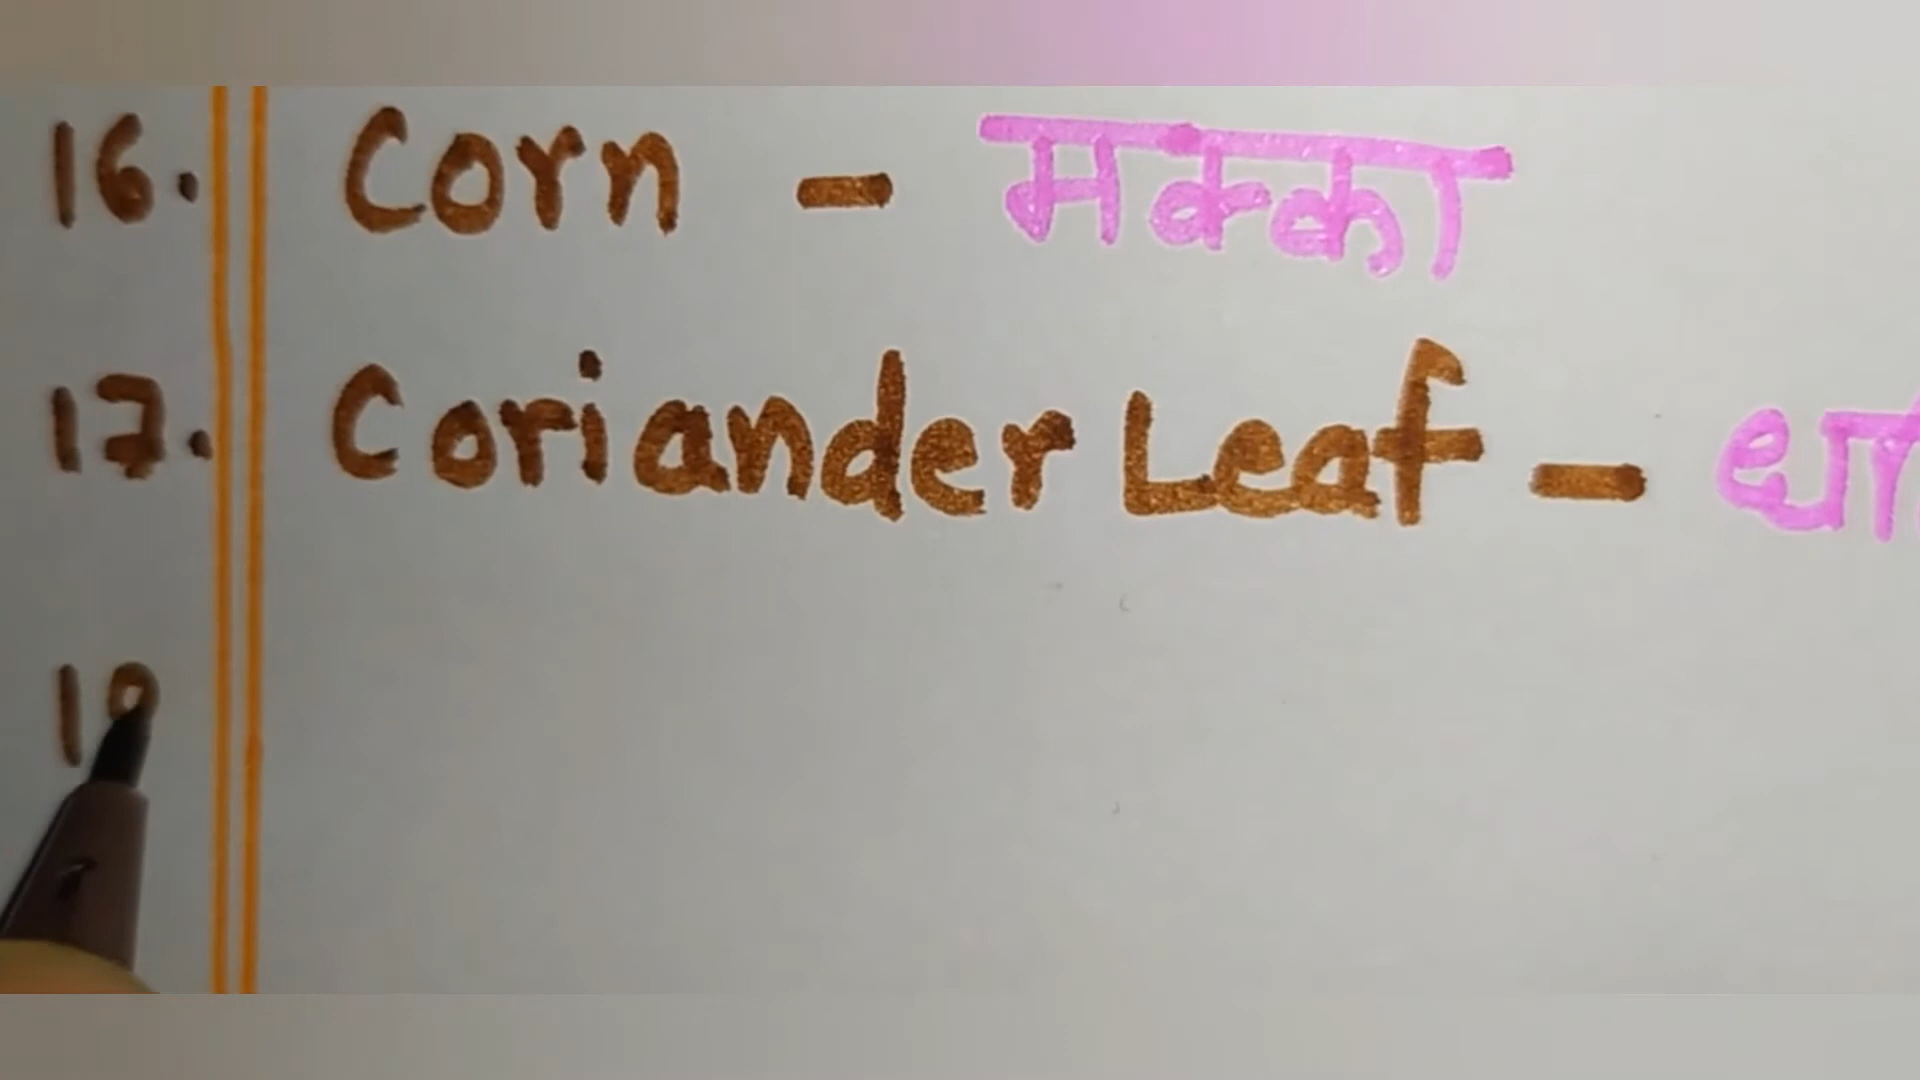 16. Corn - मक्का
17. Coriander Leaf -